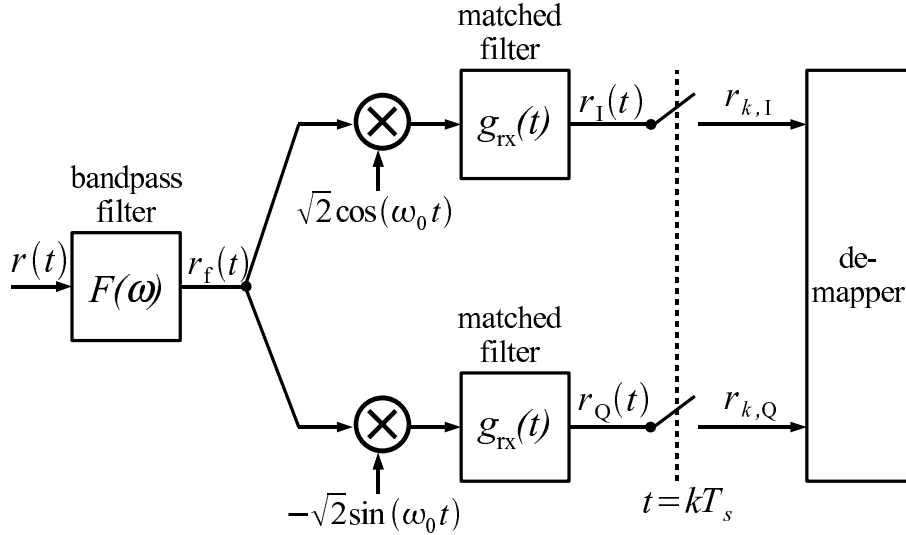 matched
filter
g_rx(t)
r_I(t)
r_k,I
√2cos(ω_0 t)
bandpass
filter
r(t)
F(ω)
r_f(t)
de-
mapper
matched
filter
g_rx(t)
r_Q(t)
r_k,Q
−√2sin(ω_0 t)
t=kT_s